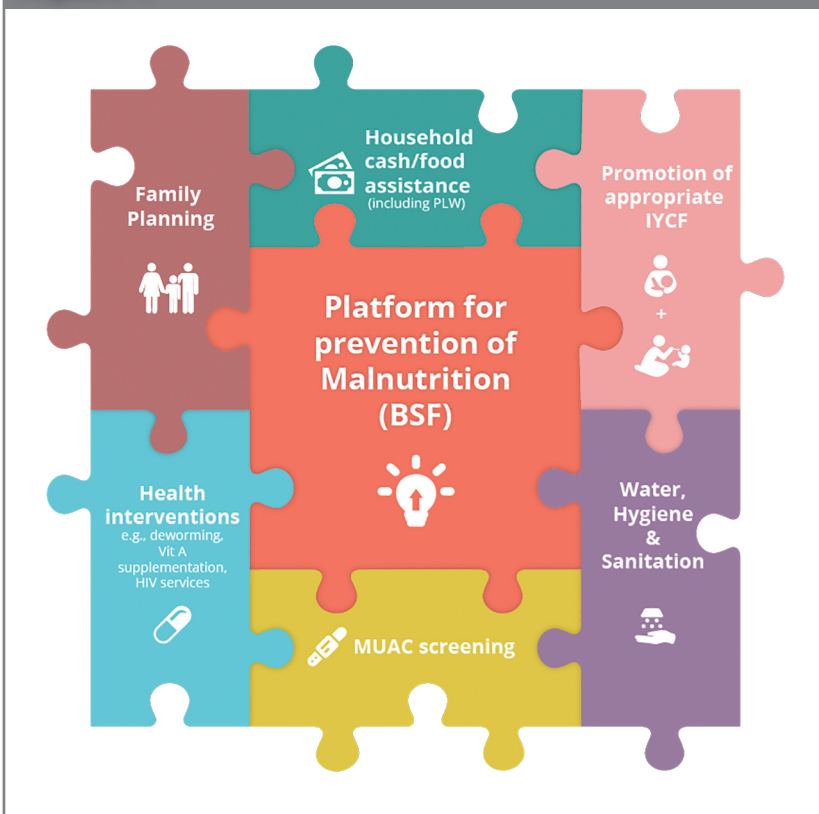 Family
Planning
Household
cash/food
assistance
(including PLW)
Promotion of
appropriate
IYCF
+
Platform for
prevention of
Malnutrition
(BSF)
Health
interventions
e.g., deworming,
Vit A
supplementation,
HIV services
MUAC screening
Water,
Hygiene
&
Sanitation